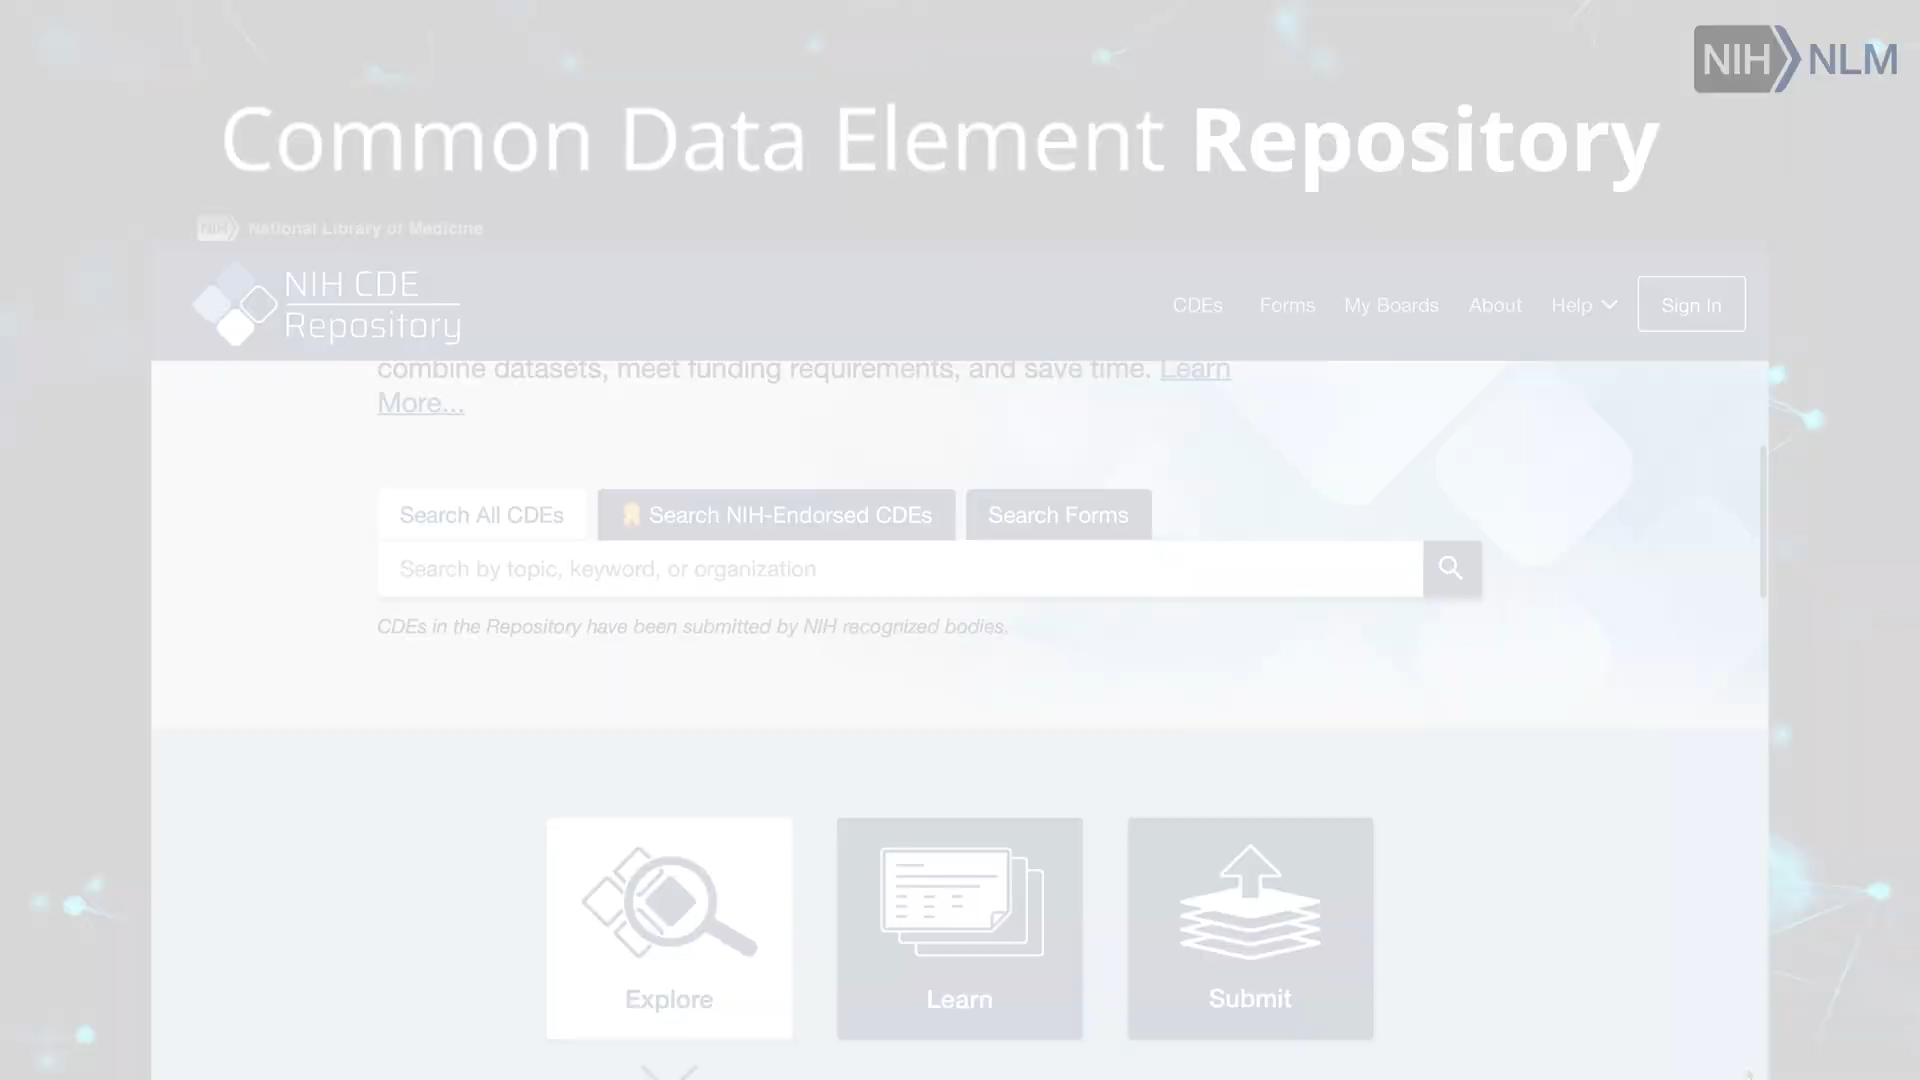 NIH NLM
Common Data Element Repository
NIH National Library of Medicine
NIH CDE
Repository
CDEs Forms My Boards About Help Sign In
combine datasets, meet funding requirements, and save time. Learn
More...
Search All CDEs Search NIH-Endorsed CDEs Search Forms
Search by topic, keyword, or organization
CDEs in the Repository have been submitted by NIH recognized bodies.
Explore Learn Submit